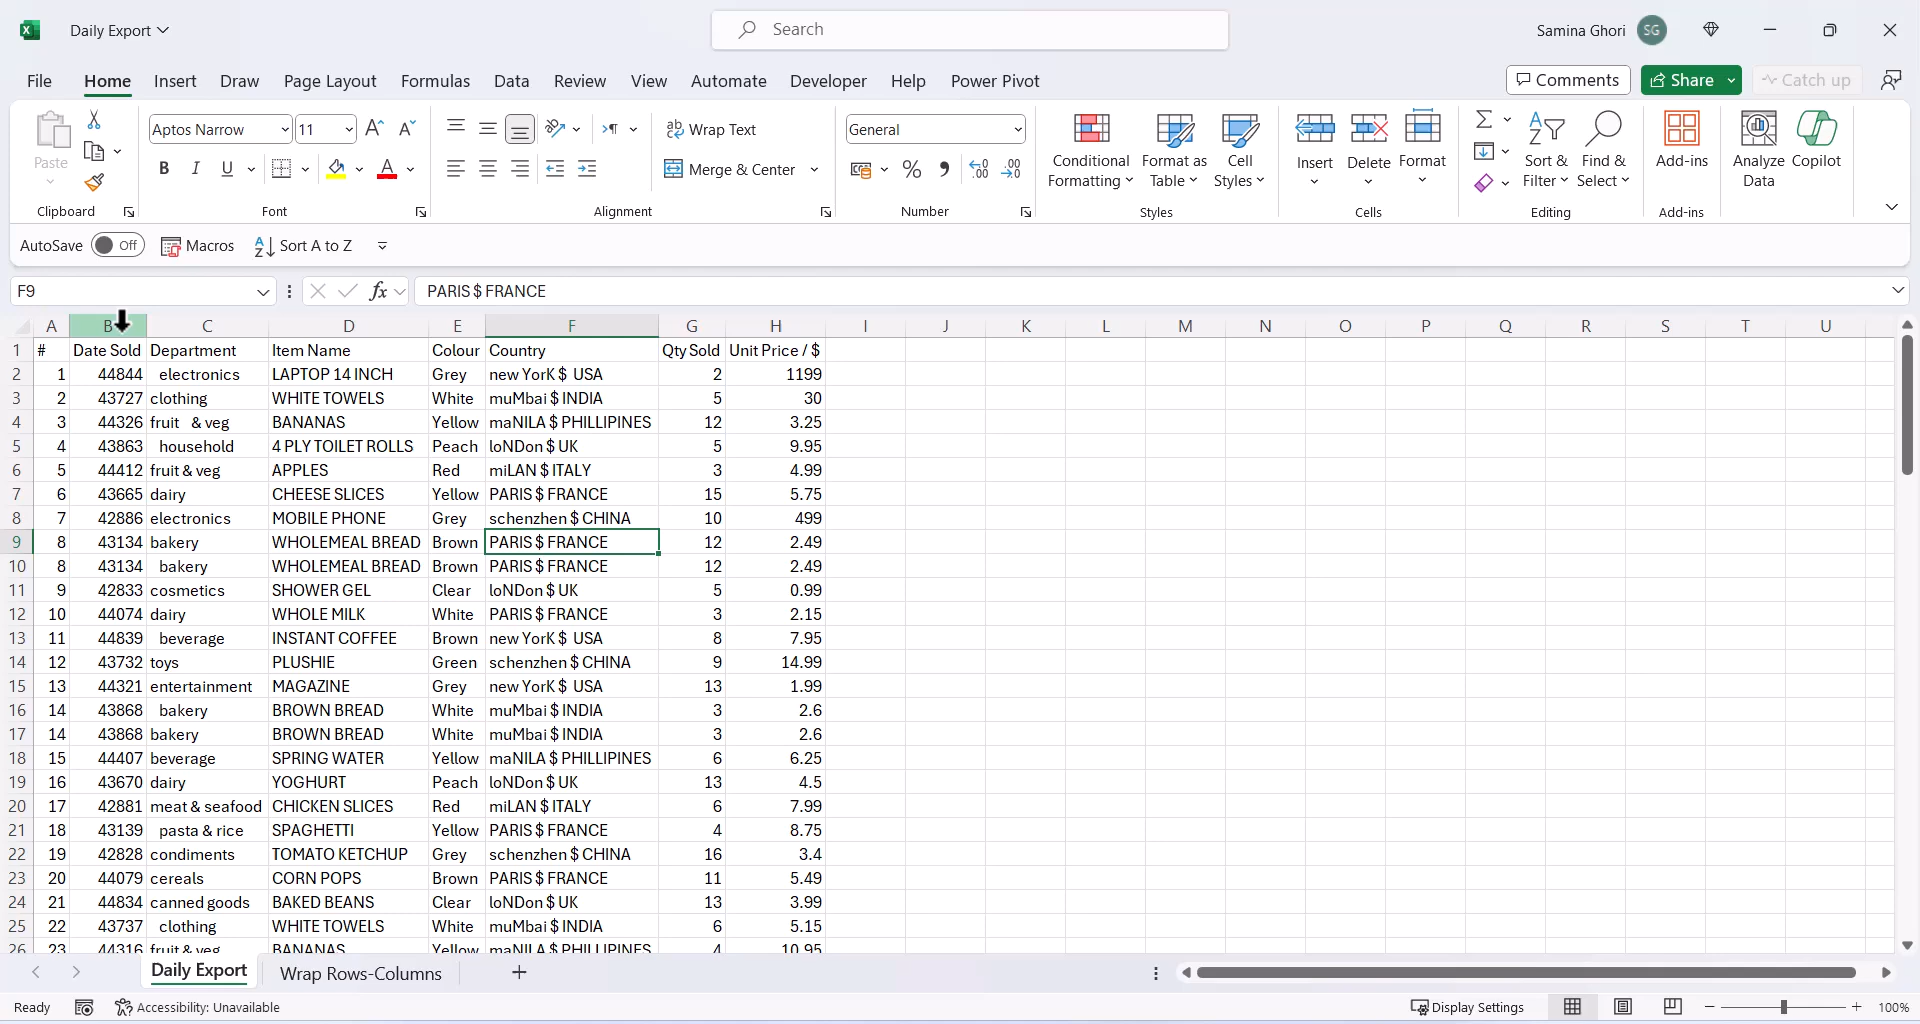 Daily Export
Search
Samina Ghori SG
File Home Insert Draw Page Layout Formulas Data Review View Automate Developer Help Power Pivot Comments Share Catch up
Paste Aptos Narrow 11 Wrap Text General
B I U Merge & Center % , Conditional Formatting Format as Table Cell Styles Insert Delete Format Sort & Filter Find & Select Add-ins Analyze Data Copilot
Clipboard Font Alignment Number Styles Cells Editing Add-ins
AutoSave Off Macros Sort A to Z
F9 fx PARIS $ FRANCE
A B C D E F G H I J K L M N O P Q R S T U
1 # Date Sold Department Item Name Colour Country Qty Sold Unit Price / $
2 1 44844 electronics LAPTOP 14 INCH Grey new YorK $ USA 2 1199
3 2 43727 clothing WHITE TOWELS White muMbai $ INDIA 5 30
4 3 44326 fruit & veg BANANAS Yellow maNILA $ PHILLIPINES 12 3.25
5 4 43863 household 4 PLY TOILET ROLLS Peach loNDon $ UK 5 9.95
6 5 44412 fruit & veg APPLES Red miLAN $ ITALY 3 4.99
7 6 43665 dairy CHEESE SLICES Yellow PARIS $ FRANCE 15 5.75
8 7 42886 electronics MOBILE PHONE Grey schenzhen $ CHINA 10 499
9 8 43134 bakery WHOLEMEAL BREAD Brown PARIS $ FRANCE 12 2.49
10 8 43134 bakery WHOLEMEAL BREAD Brown PARIS $ FRANCE 12 2.49
11 9 42833 cosmetics SHOWER GEL Clear loNDon $ UK 5 0.99
12 10 44074 dairy WHOLE MILK White PARIS $ FRANCE 3 2.15
13 11 44839 beverage INSTANT COFFEE Brown new YorK $ USA 8 7.95
14 12 43732 toys PLUSHIE Green schenzhen $ CHINA 9 14.99
15 13 44321 entertainment MAGAZINE Grey new YorK $ USA 13 1.99
16 14 43868 bakery BROWN BREAD White muMbai $ INDIA 3 2.6
17 14 43868 bakery BROWN BREAD White muMbai $ INDIA 3 2.6
18 15 44407 beverage SPRING WATER Yellow maNILA $ PHILLIPINES 6 6.25
19 16 43670 dairy YOGHURT Peach loNDon $ UK 13 4.5
20 17 42881 meat & seafood CHICKEN SLICES Red miLAN $ ITALY 6 7.99
21 18 43139 pasta & rice SPAGHETTI Yellow PARIS $ FRANCE 4 8.75
22 19 42828 condiments TOMATO KETCHUP Grey schenzhen $ CHINA 16 3.4
23 20 44079 cereals CORN POPS Brown PARIS $ FRANCE 11 5.49
24 21 44834 canned goods BAKED BEANS Clear loNDon $ UK 13 3.99
25 22 43737 clothing WHITE TOWELS White muMbai $ INDIA 6 5.15
26 23 44316 fruit & veg BANANAS Yellow maNILA $ PHILLIPINES 4 10.95
Daily Export Wrap Rows-Columns
Ready Accessibility: Unavailable Display Settings 100%